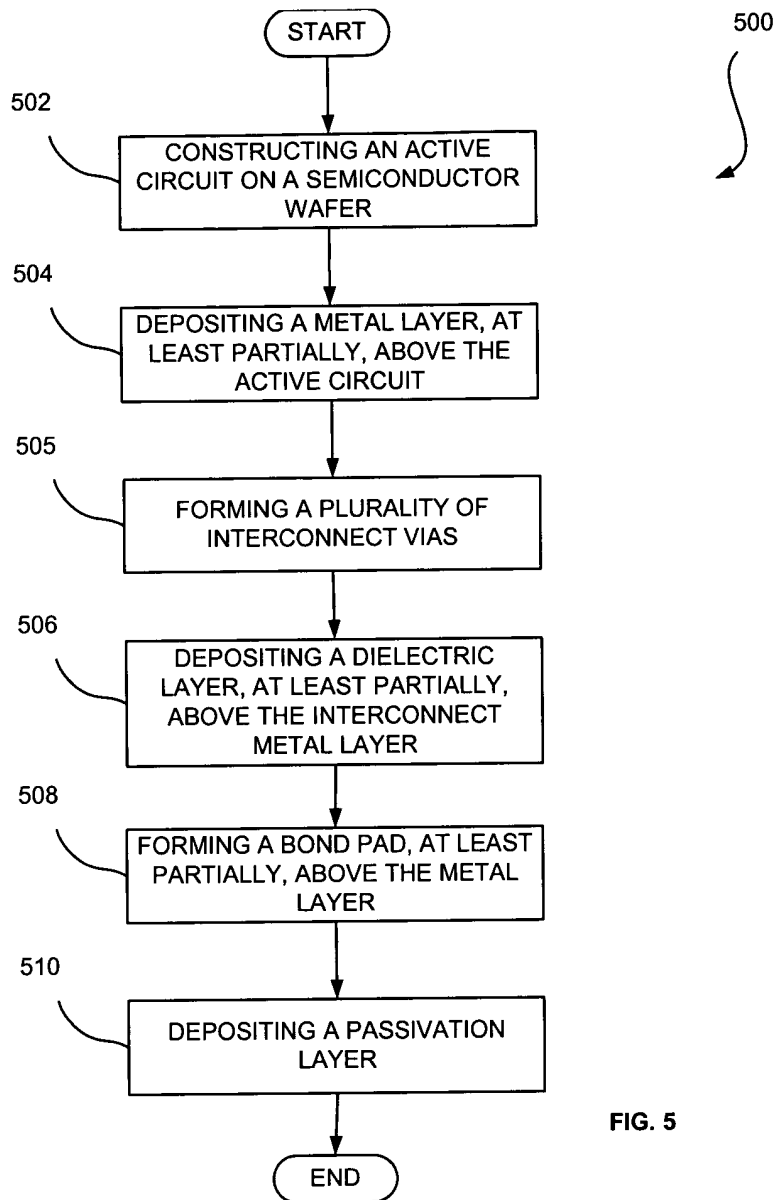 START
500
502
CONSTRUCTING AN ACTIVE
CIRCUIT ON A SEMICONDUCTOR
WAFER
504
DEPOSITING A METAL LAYER, AT
LEAST PARTIALLY, ABOVE THE
ACTIVE CIRCUIT
505
FORMING A PLURALITY OF
INTERCONNECT VIAS
506
DEPOSITING A DIELECTRIC
LAYER, AT LEAST PARTIALLY,
ABOVE THE INTERCONNECT
METAL LAYER
508
FORMING A BOND PAD, AT LEAST
PARTIALLY, ABOVE THE METAL
LAYER
510
DEPOSITING A PASSIVATION
LAYER
FIG. 5
END